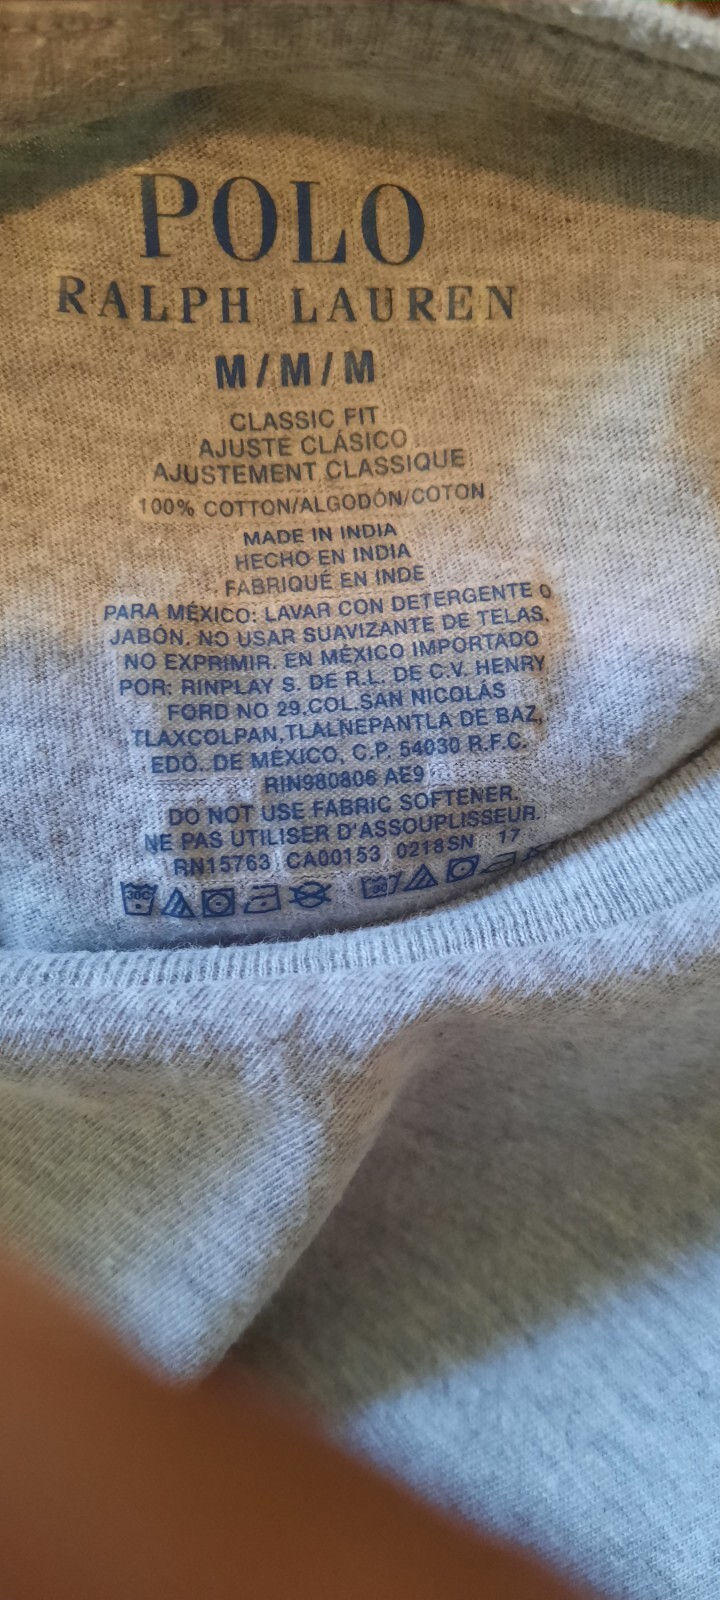 POLO
RALPH LAUREN
M/M/M
CLASSIC FIT
AJUSTE CLÁSICO
AJUSTEMENT CLASSIQUE
100% COTTON/ALGODÓN/COTON
MADE IN INDIA
HECHO EN INDIA
FABRIQUÉ EN INDE
PARA MÉXICO: LAVAR CON DETERGENTE O
JABÓN. NO USAR SUAVIZANTE DE TELAS.
NO EXPRIMIR. EN MÉXICO IMPORTADO
POR: RINPLAY S. DE R.L. DE C.V. HENRY
FORD NO 29,COL.SAN NICOLÁS
TLAXCOLPAN,TLALNEPANTLA DE BAZ,
EDO. DE MÉXICO, C.P. 54030 R.F.C.
RIN980806 AE9
DO NOT USE FABRIC SOFTENER.
NE PAS UTILISER D'ASSOUPLISSEUR.
RN15763 CA00153 0218SN 17
30C 30